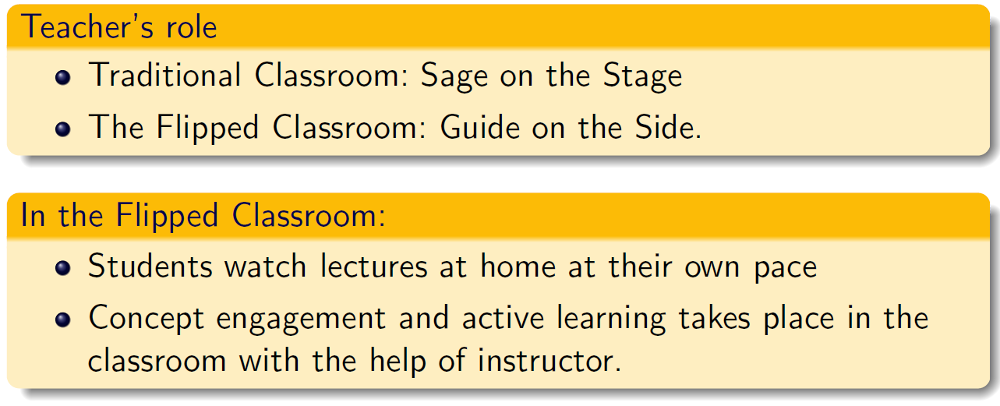 Teacher's role
Traditional Classroom: Sage on the Stage
The Flipped Classroom: Guide on the Side.
In the Flipped Classroom:
Students watch lectures at home at their own pace
Concept engagement and active learning takes place in the
classroom with the help of instructor.